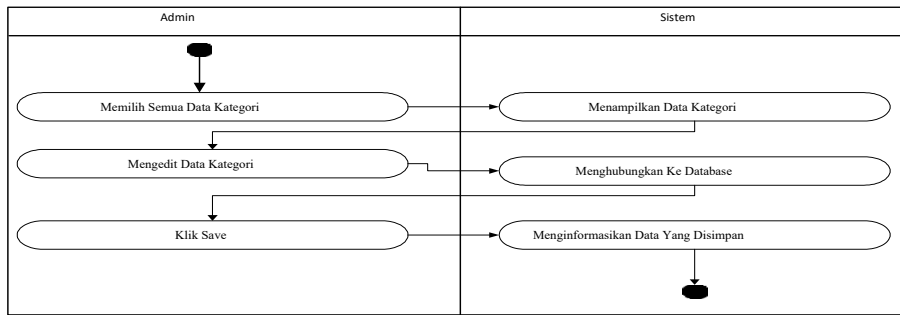 Admin
Sistem
Memilih Semua Data Kategori
Menampilkan Data Kategori
Mengedit Data Kategori
Menghubungkan Ke Database
Klik Save
Menginformasikan Data Yang Disimpan